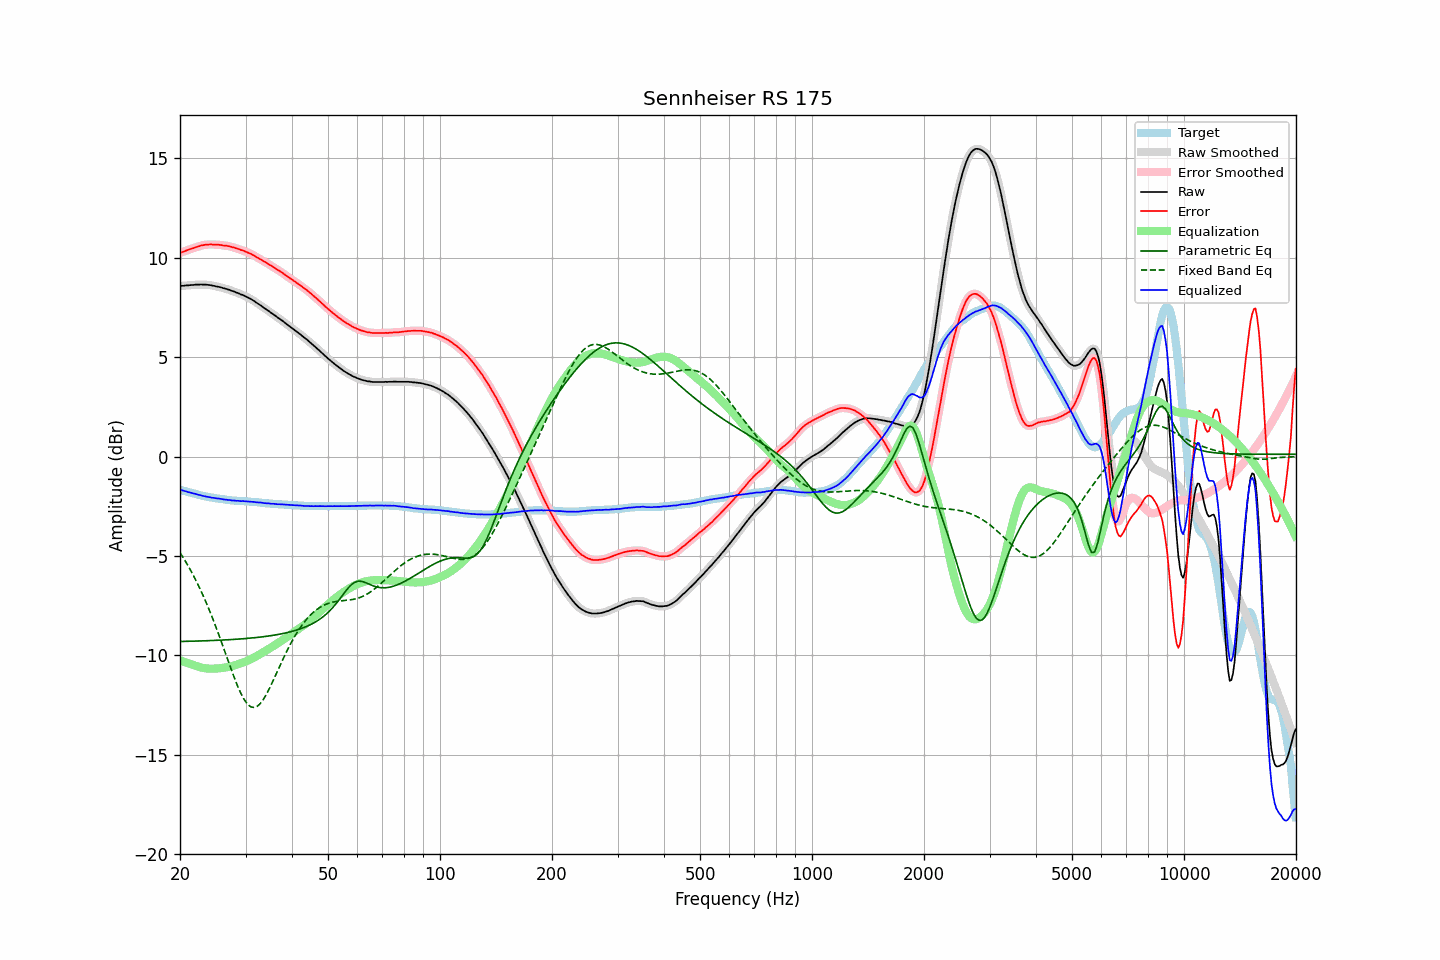 Sennheiser RS 175
Target
Raw Smoothed
Error Smoothed
Raw
Error
Equalization
Parametric Eq
Fixed Band Eq
Equalized
15
10
5
0
−5
−10
−15
−20
Amplitude (dBr)
20 50 100 200 500 1000 2000 5000 10000 20000
Frequency (Hz)